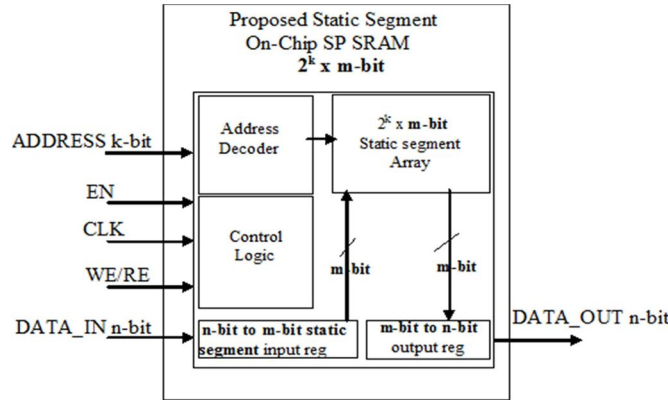 Proposed Static Segment
On-Chip SP SRAM
2^k x m-bit
ADDRESS k-bit
EN
CLK
WE/RE
DATA_IN n-bit
Address
Decoder
2^k x m-bit
Static segment
Array
Control
Logic
m-bit
m-bit
n-bit to m-bit static
segment input reg
m-bit to n-bit
output reg
DATA_OUT n-bit